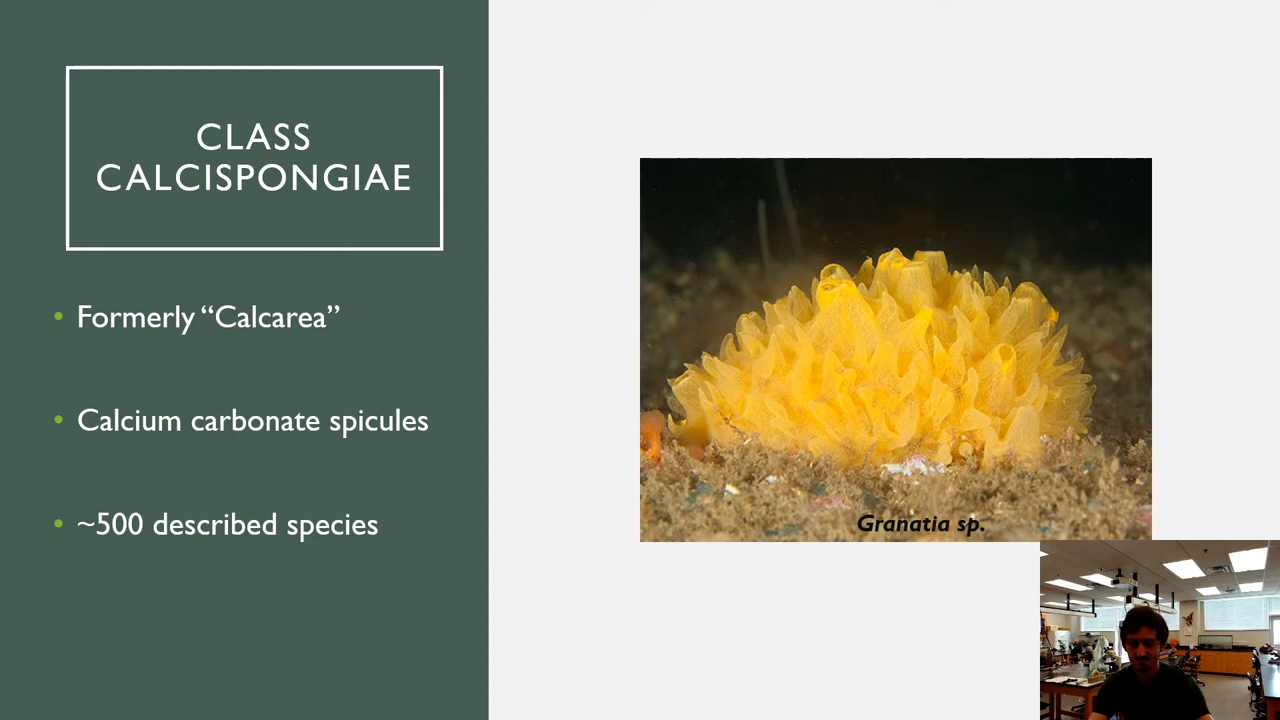 CLASS
CALCISPONGIAE
• Formerly “Calcarea”
• Calcium carbonate spicules
• ~500 described species
Granatia sp.